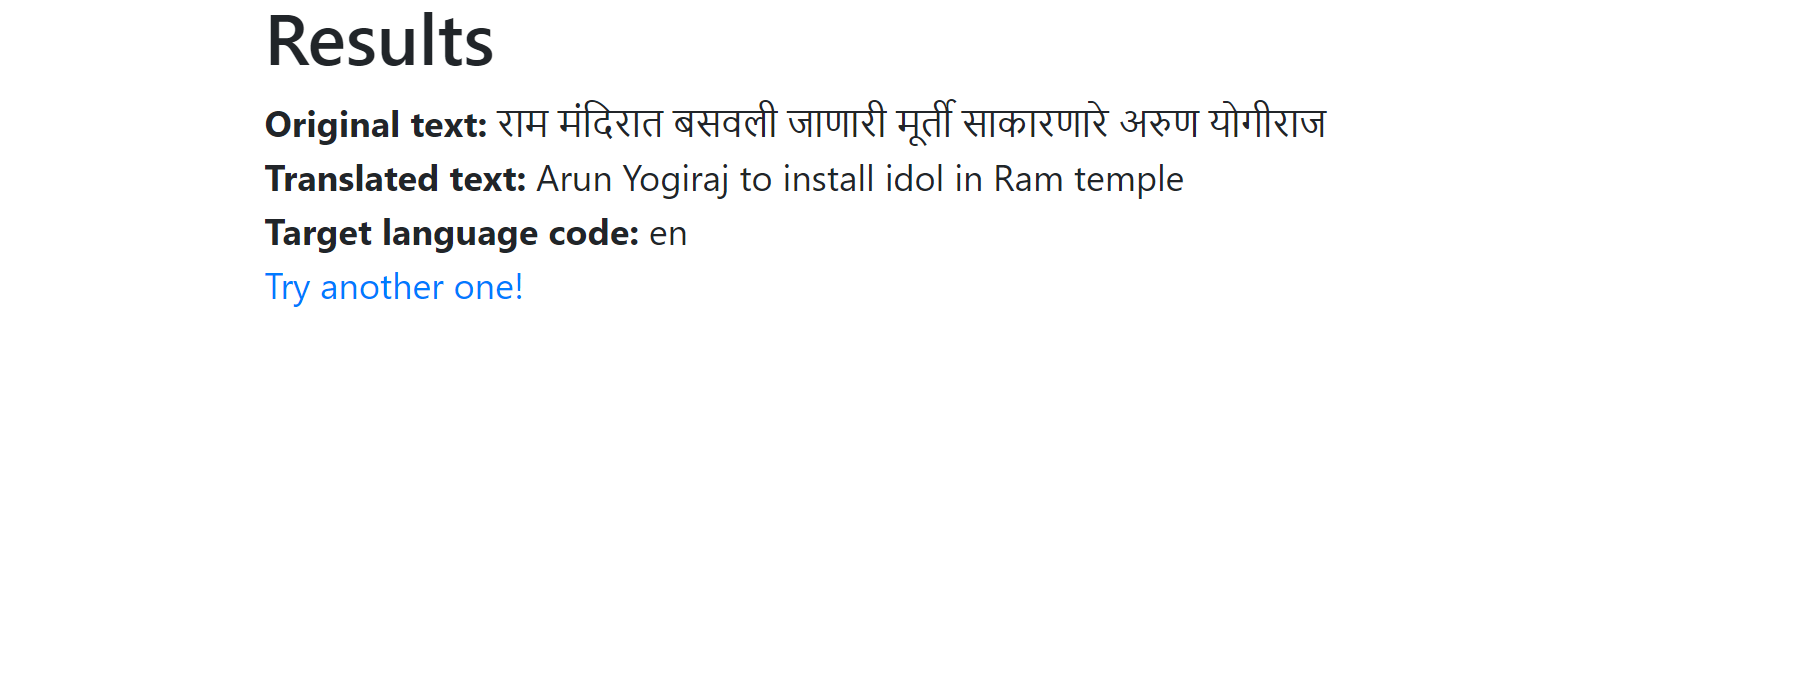 Results
Original text: राम मंदिरात बसवली जाणारी मूर्ती साकारणारे अरुण योगीराज
Translated text: Arun Yogiraj to install idol in Ram temple
Target language code: en
Try another one!